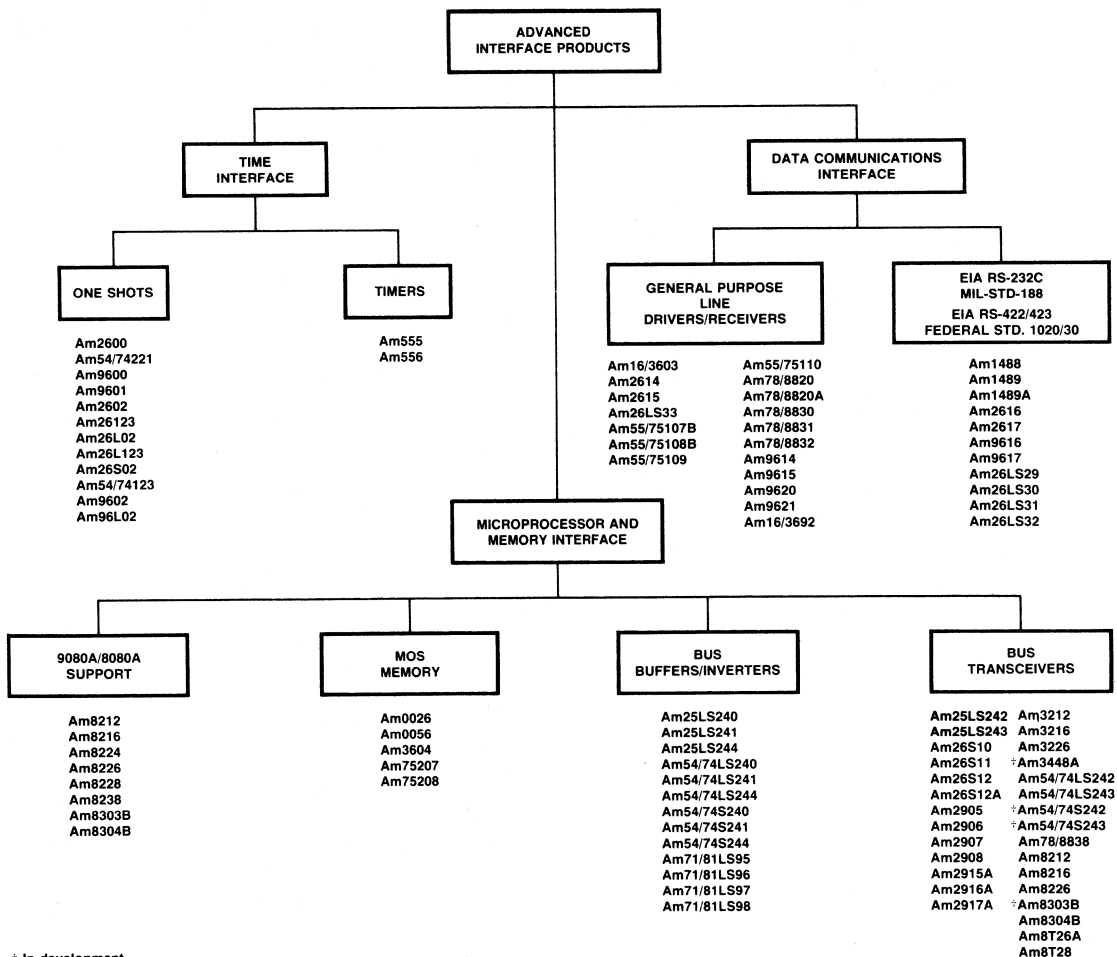 ADVANCED
INTERFACE PRODUCTS
TIME
INTERFACE
DATA COMMUNICATIONS
INTERFACE
ONE SHOTS
Am2600
Am54/74221
Am9600
Am9601
Am2602
Am26123
Am26L02
Am26L123
Am26S02
Am54/74123
Am9602
Am96L02
TIMERS
Am555
Am556
GENERAL PURPOSE
LINE
DRIVERS/RECEIVERS
Am16/3603
Am2614
Am2615
Am26LS33
Am55/75107B
Am55/75108B
Am55/75109
Am55/75110
Am78/8820
Am78/8820A
Am78/8830
Am78/8831
Am78/8832
Am9614
Am9615
Am9620
Am9621
Am16/3692
EIA RS-232C
MIL-STD-188
EIA RS-422/423
FEDERAL STD. 1020/30
Am1488
Am1489
Am1489A
Am2616
Am2617
Am9616
Am9617
Am26LS29
Am26LS30
Am26LS31
Am26LS32
MICROPROCESSOR AND
MEMORY INTERFACE
9080A/8080A
SUPPORT
Am8212
Am8216
Am8224
Am8226
Am8228
Am8238
Am8303B
Am8304B
MOS
MEMORY
Am0026
Am0056
Am3604
Am75207
Am75208
BUS
BUFFERS/INVERTERS
Am25LS240
Am25LS241
Am25LS244
Am54/74LS240
Am54/74LS241
Am54/74LS244
Am54/74S240
Am54/74S241
Am54/74S244
Am71/81LS95
Am71/81LS96
Am71/81LS97
Am71/81LS98
BUS
TRANSCEIVERS
Am25LS242
Am25LS243
Am26S10
Am26S11
Am26S12
Am26S12A
Am2905
Am2906
Am2907
Am2908
Am2915A
Am2916A
Am2917A
Am3212
Am3216
Am3226
†Am3448A
Am54/74LS242
Am54/74LS243
†Am54/74S242
†Am54/74S243
Am78/8838
Am8212
Am8216
Am8226
†Am8303B
Am8304B
Am8T26A
Am8T28
† In development